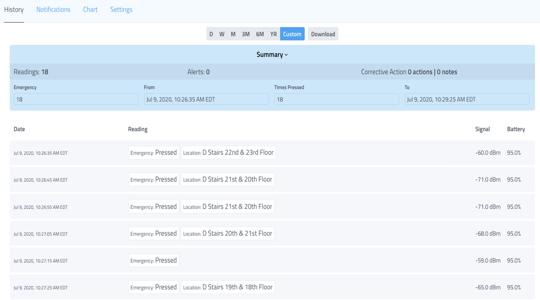 History Notifications Chart Settings
D W M 3M 6M YR Custom Download
Summary
Readings: 18 Alerts: 0 Corrective Action 0 actions | 0 notes
Emergency From Times Pressed To
18 Jul 9, 2020, 10:26:35 AM EDT 18 Jul 9, 2020, 10:29:25 AM EDT
Date Reading Signal Battery
Jul 9, 2020, 10:26:35 AM EDT Emergency: Pressed Location: D Stairs 22nd & 23rd Floor -60.0 dBm 95.0%
Jul 9, 2020, 10:26:45 AM EDT Emergency: Pressed Location: D Stairs 21st & 20th Floor -71.0 dBm 95.0%
Jul 9, 2020, 10:26:55 AM EDT Emergency: Pressed Location: D Stairs 21st & 20th Floor -71.0 dBm 95.0%
Jul 9, 2020, 10:27:05 AM EDT Emergency: Pressed Location: D Stairs 20th & 21st Floor -68.0 dBm 95.0%
Jul 9, 2020, 10:27:15 AM EDT Emergency: Pressed -59.0 dBm 95.0%
Jul 9, 2020, 10:27:25 AM EDT Emergency: Pressed Location: D Stairs 19th & 18th Floor -65.0 dBm 95.0%